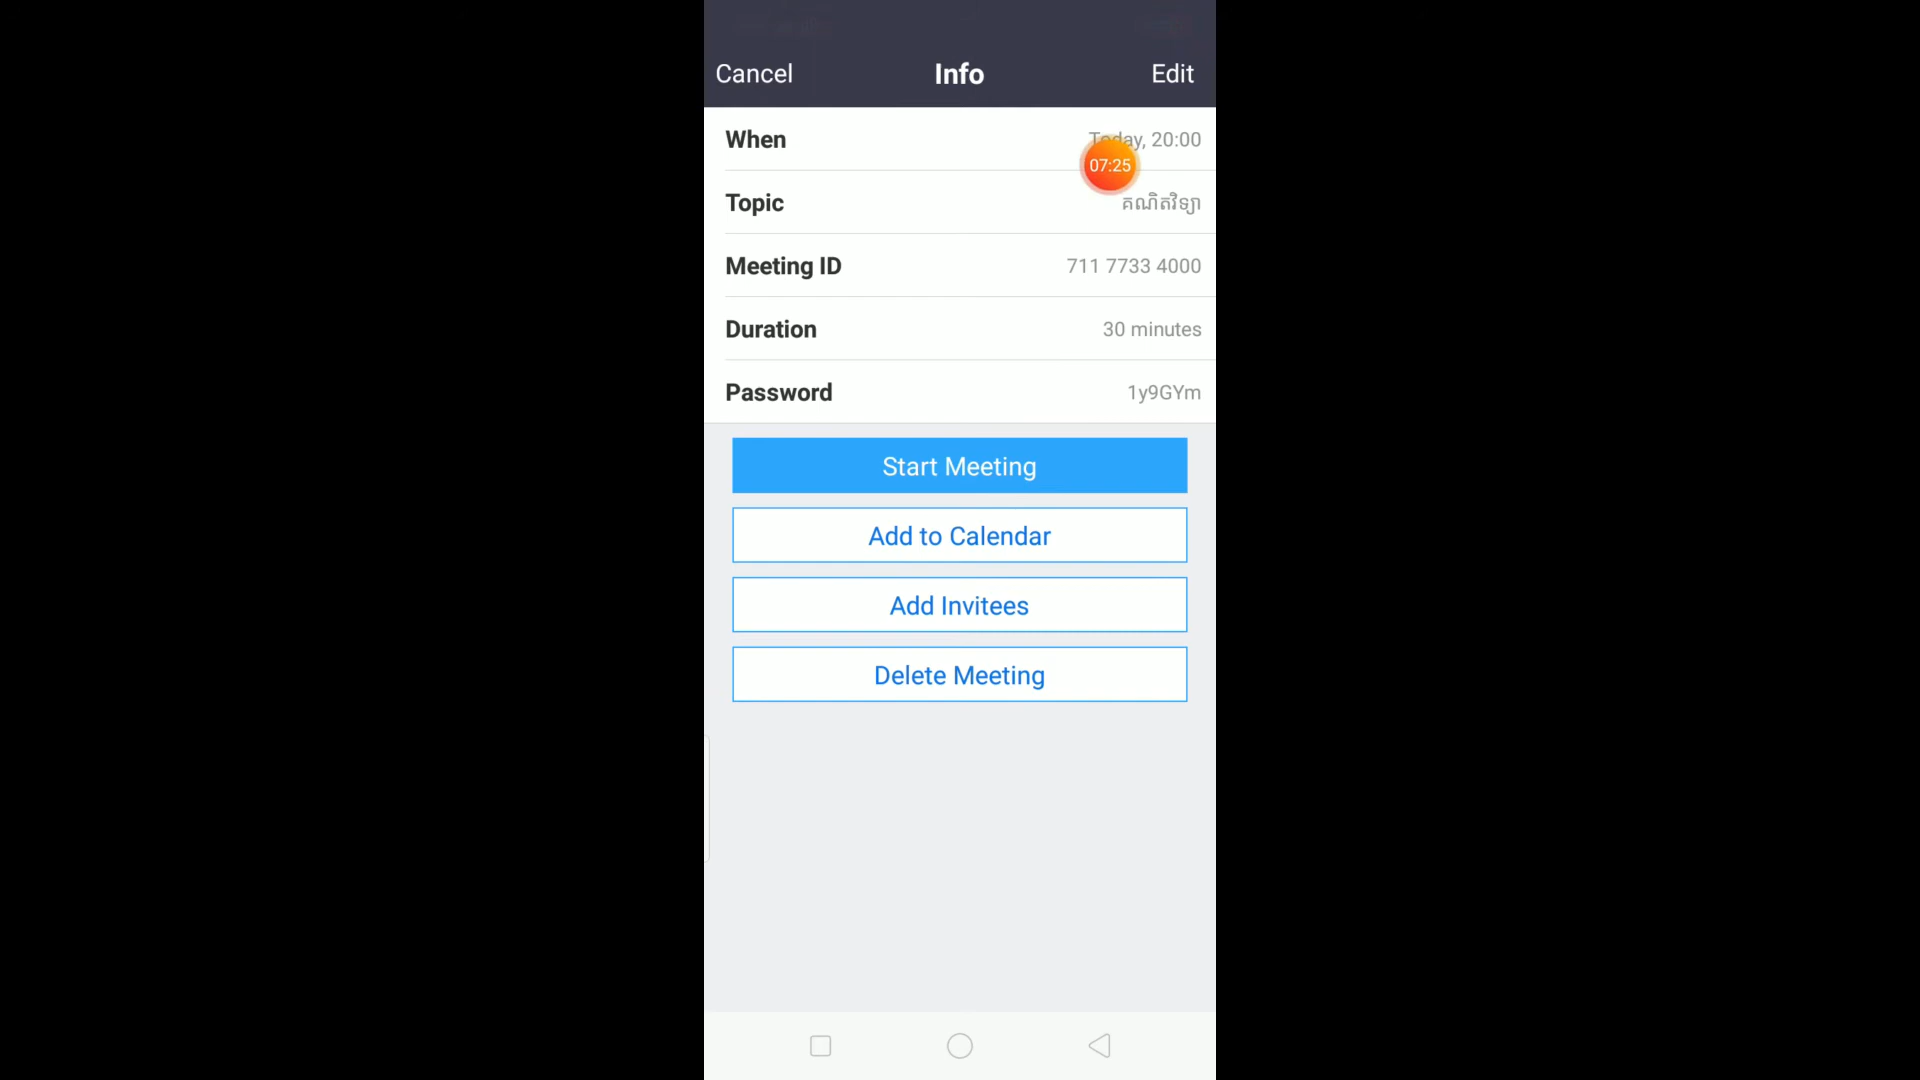 Cancel Info Edit
When Today, 20:00
07:25
Topic គណិតវិទ្យា
Meeting ID 711 7733 4000
Duration 30 minutes
Password 1y9GYm
Start Meeting
Add to Calendar
Add Invitees
Delete Meeting